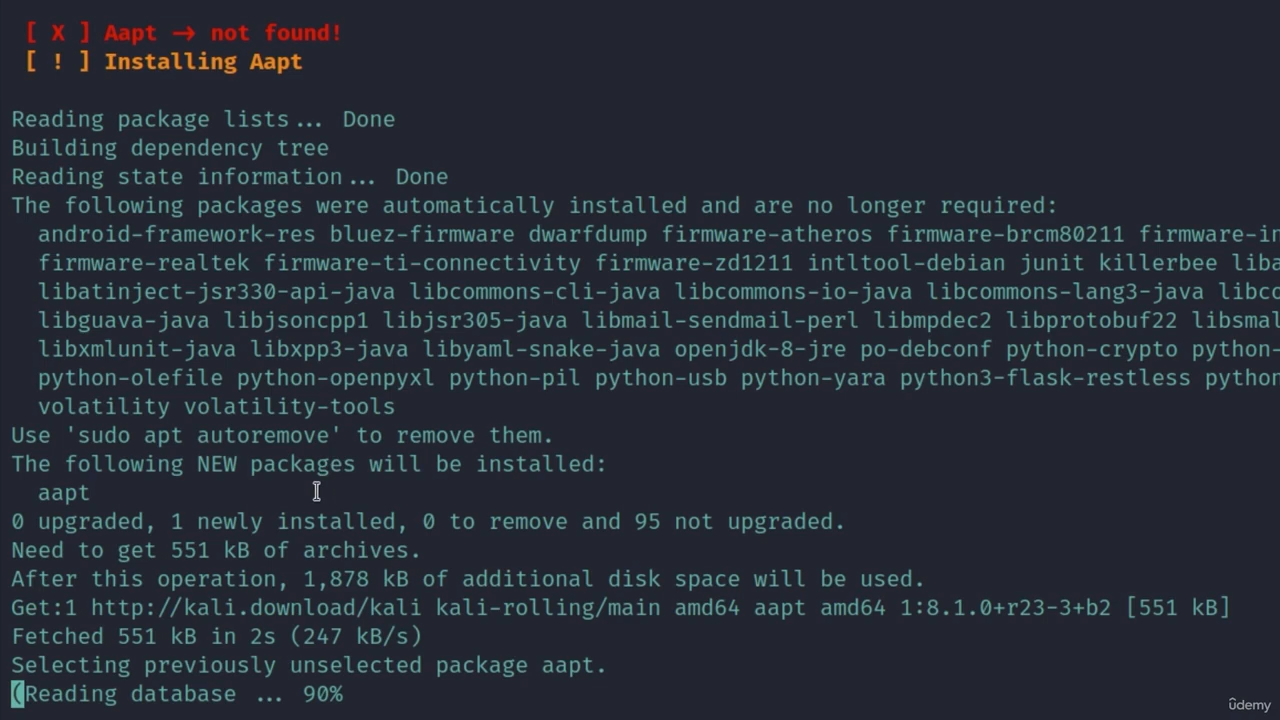 [ X ] Aapt → not found!
[ ! ] Installing Aapt
Reading package lists... Done
Building dependency tree
Reading state information... Done
The following packages were automatically installed and are no longer required:
android-framework-res bluez-firmware dwarfdump firmware-atheros firmware-brcm80211 firmware-in
firmware-realtek firmware-ti-connectivity firmware-zd1211 intltool-debian junit killerbee liba
libatinject-jsr330-api-java libcommons-cli-java libcommons-io-java libcommons-lang3-java libco
libguava-java libjsoncpp1 libjsr305-java libmail-sendmail-perl libmpdec2 libprotobuf22 libsmal
libxmlunit-java libxpp3-java libyaml-snake-java openjdk-8-jre po-debconf python-crypto python-
python-olefile python-openpyxl python-pil python-usb python-yara python3-flask-restless python
volatility volatility-tools
Use 'sudo apt autoremove' to remove them.
The following NEW packages will be installed:
aapt
0 upgraded, 1 newly installed, 0 to remove and 95 not upgraded.
Need to get 551 kB of archives.
After this operation, 1,878 kB of additional disk space will be used.
Get:1 http://kali.download/kali kali-rolling/main amd64 aapt amd64 1:8.1.0+r23-3+b2 [551 kB]
Fetched 551 kB in 2s (247 kB/s)
Selecting previously unselected package aapt.
(Reading database ... 90%
ûdemy